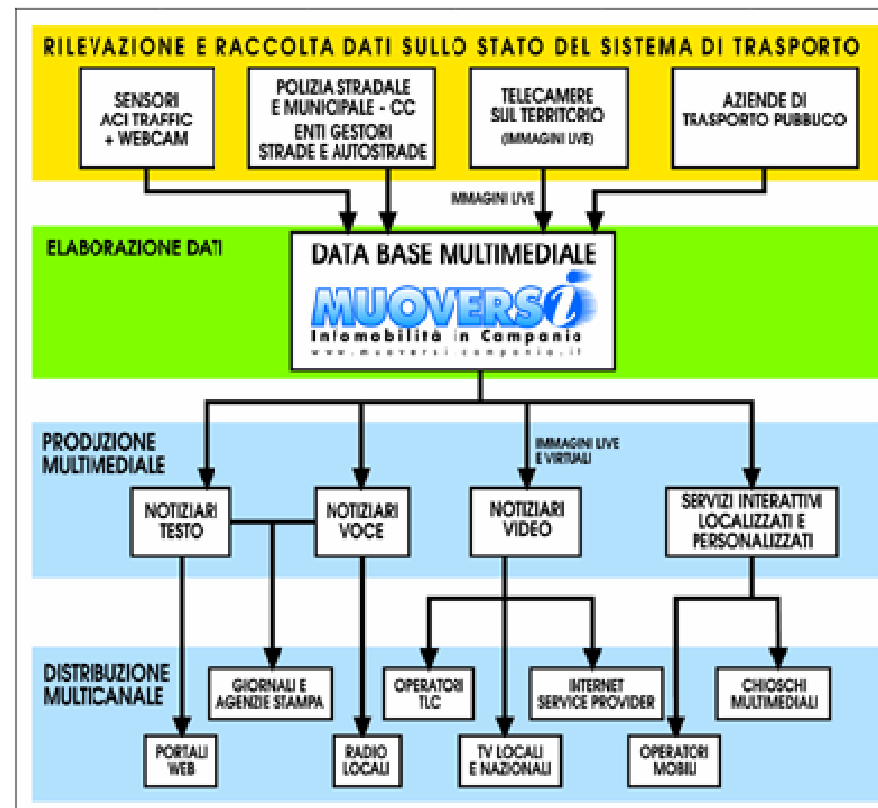 RILEVAZIONE E RACCOLTA DATI SULLO STATO DEL SISTEMA DI TRASPORTO
SENSORI
ACI TRAFFIC
+ WEBCAM
POLIZIA STRADALE
E MUNICIPALE - CC
ENTI GESTORI
STRADE E AUTOSTRADE
TELECAMERE
SUL TERRITORIO
(IMMAGINI LIVE)
AZIENDE DI
TRASPORTO PUBBLICO
IMMAGINI LIVE
ELABORAZIONE DATI
DATA BASE MULTIMEDIALE
MUOVERSi
Infomobilità in Campania
www.muoversi.campania.it
PRODUZIONE
MULTIMEDIALE
IMMAGINI LIVE
E VIRTUALI
NOTIZIARI
TESTO
NOTIZIARI
VOCE
NOTIZIARI
VIDEO
SERVIZI INTERATTIVI
LOCALIZZATI E
PERSONALIZZATI
DISTRIBUZIONE
MULTICANALE
GIORNALI E
AGENZIE STAMPA
OPERATORI
TLC
INTERNET
SERVICE PROVIDER
CHIOSCHI
MULTIMEDIALI
PORTALI
WEB
RADIO
LOCALI
TV LOCALI
E NAZIONALI
OPERATORI
MOBILI